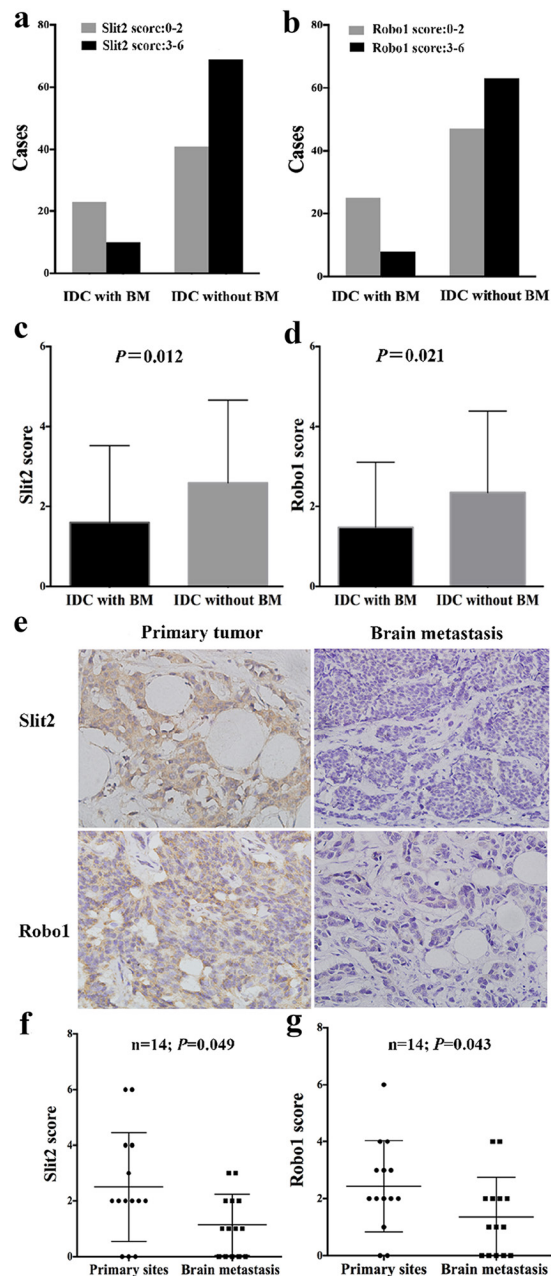 a
Slit2 score:0-2
Slit2 score:3-6
80
60
40
20
0
Cases
IDC with BM IDC without BM
b
Robo1 score:0-2
Robo1 score:3-6
80
60
40
20
0
Cases
IDC with BM IDC without BM
c
P=0.012
6
4
2
0
Slit2 score
IDC with BM IDC without BM
d
P=0.021
6
4
2
0
Robo1 score
IDC with BM IDC without BM
e
Primary tumor Brain metastasis
Slit2
Robo1
f
n=14; P=0.049
8
6
4
2
0
Slit2 score
Primary sites Brain metastasis
g
n=14; P=0.043
8
6
4
2
0
Robo1 score
Primary sites Brain metastasis